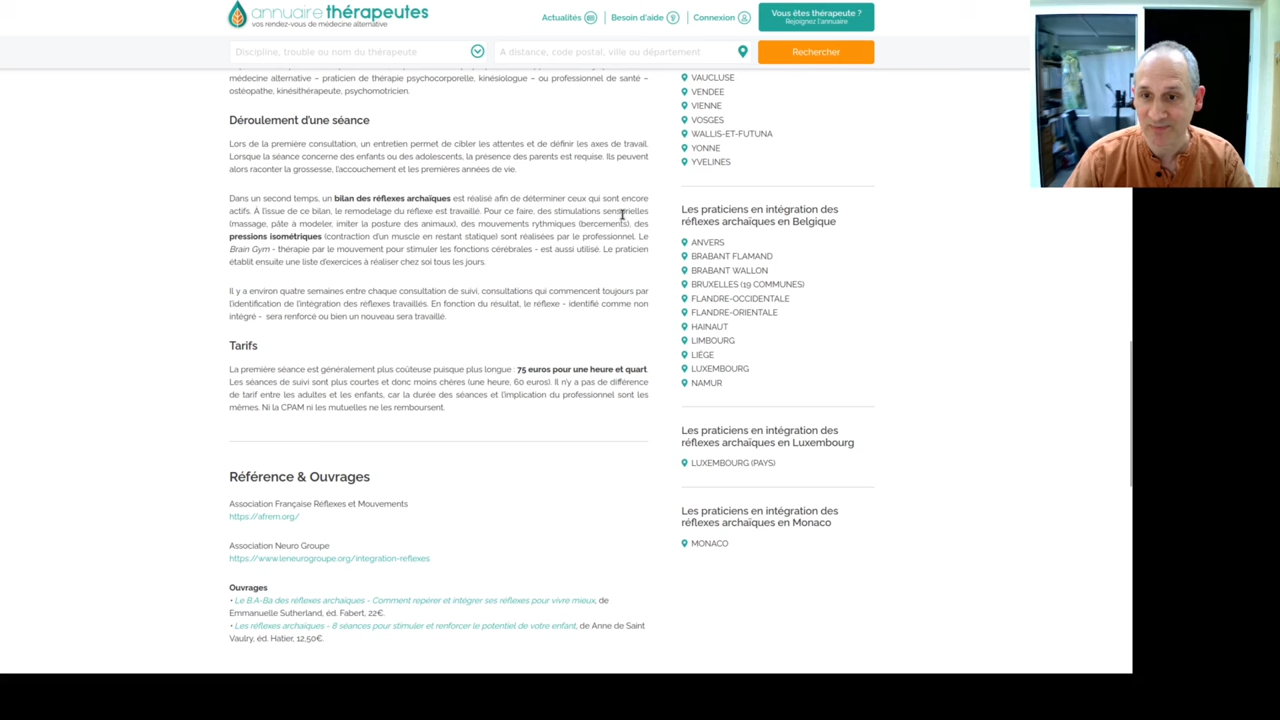 annuaire thérapeutes
vos rendez-vous de médecine alternative
Actualités
Besoin d'aide
Connexion
Vous êtes thérapeute ?
Rejoignez l'annuaire
Discipline, trouble ou nom du thérapeute
A distance, code postal, ville ou département
Rechercher
médecine alternative – praticien de thérapie psychocorporelle, kinésiologue – ou professionnel de santé –
ostéopathe, kinésithérapeute, psychomotricien.
Déroulement d'une séance
Lors de la première consultation, un entretien permet de cibler les attentes et de définir les axes de travail.
Lorsque la séance concerne des enfants ou des adolescents, la présence des parents est requise. Ils peuvent
alors raconter la grossesse, l'accouchement et les premières années de vie.
Dans un second temps, un bilan des réflexes archaïques est réalisé afin de déterminer ceux qui sont encore
actifs. À l'issue de ce bilan, le remodelage du réflexe est travaillé. Pour ce faire, des stimulations sensorielles
(massage, pâte à modeler, imiter la posture des animaux), des mouvements rythmiques (bercements), des
pressions isométriques (contraction d'un muscle en restant statique) sont réalisées par le professionnel. Le
Brain Gym - thérapie par le mouvement pour stimuler les fonctions cérébrales - est aussi utilisé. Le praticien
établit ensuite une liste d'exercices à réaliser chez soi tous les jours.
Il y a environ quatre semaines entre chaque consultation de suivi, consultations qui commencent toujours par
l'identification de l'intégration des réflexes travaillés. En fonction du résultat, le réflexe - identifié comme non
intégré - sera renforcé ou bien un nouveau sera travaillé.
Tarifs
La première séance est généralement plus coûteuse puisque plus longue : 75 euros pour une heure et quart.
Les séances de suivi sont plus courtes et donc moins chères (une heure, 60 euros). Il n'y a pas de différence
de tarif entre les adultes et les enfants, car la durée des séances et l'implication du professionnel sont les
mêmes. Ni la CPAM ni les mutuelles ne les remboursent.
Référence & Ouvrages
Association Française Réflexes et Mouvements
https://afrem.org/
Association Neuro Groupe
https://www.leneurogroupe.org/integration-reflexes
Ouvrages
• Le B.A-Ba des réflexes archaïques - Comment repérer et intégrer ses réflexes pour vivre mieux, de
Emmanuelle Sutherland, éd. Fabert, 22€.
• Les réflexes archaïques - 8 séances pour stimuler et renforcer le potentiel de votre enfant, de Anne de Saint
Vaulry, éd. Hatier, 12,50€.
VAUCLUSE
VENDEE
VIENNE
VOSGES
WALLIS-ET-FUTUNA
YONNE
YVELINES
Les praticiens en intégration des
réflexes archaïques en Belgique
ANVERS
BRABANT FLAMAND
BRABANT WALLON
BRUXELLES (19 COMMUNES)
FLANDRE-OCCIDENTALE
FLANDRE-ORIENTALE
HAINAUT
LIMBOURG
LIÈGE
LUXEMBOURG
NAMUR
Les praticiens en intégration des
réflexes archaïques en Luxembourg
LUXEMBOURG (PAYS)
Les praticiens en intégration des
réflexes archaïques en Monaco
MONACO